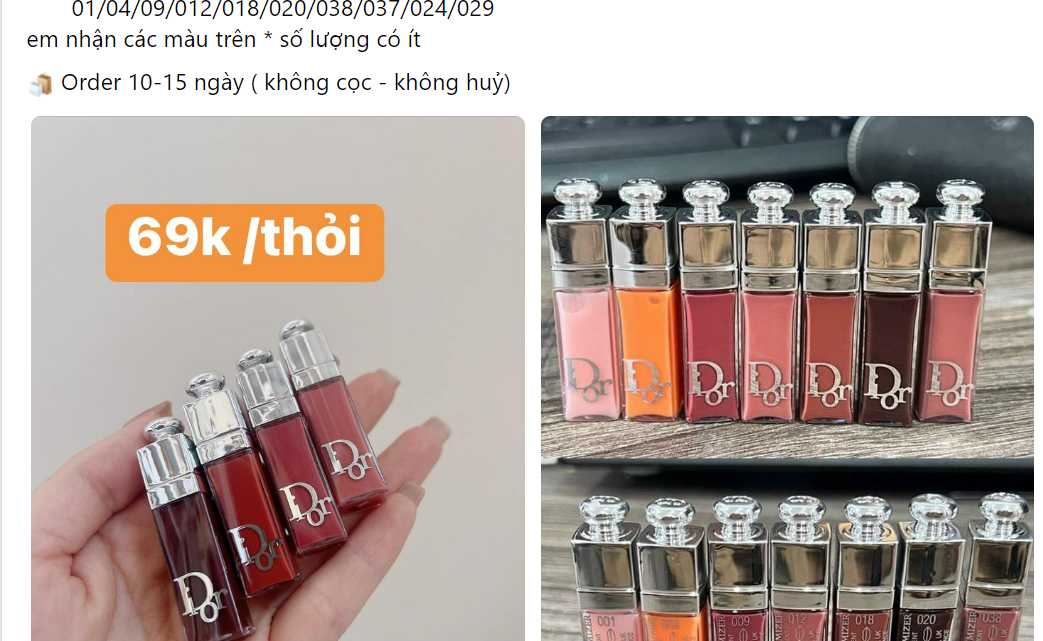 01/04/09/012/018/020/038/037/024/029
em nhận các màu trên * số lượng có ít
Order 10-15 ngày ( không cọc - không huỷ)
69k /thỏi
Dior
Dior
Dior
Dior
Dior
Dior
Dior
Dior
Dior
Dior
Dior
001
009
012
018
020
038